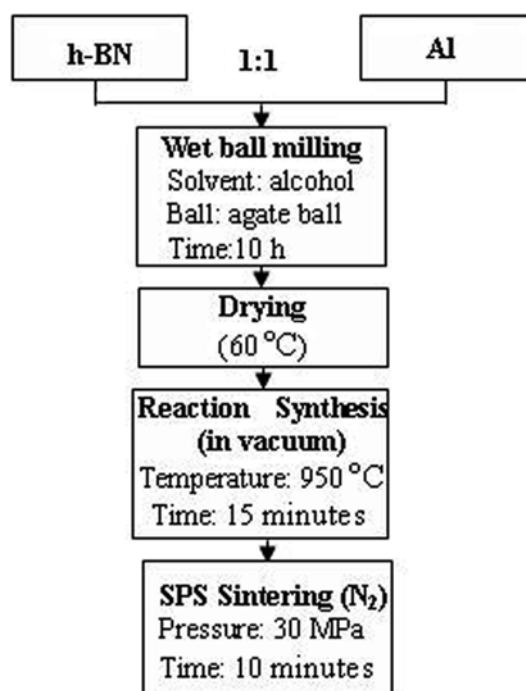 h-BN
1:1
Al
Wet ball milling
Solvent: alcohol
Ball: agate ball
Time:10 h
Drying
(60 °C)
Reaction Synthesis
(in vacuum)
Temperature: 950 °C
Time: 15 minutes
SPS Sintering (N₂)
Pressure: 30 MPa
Time: 10 minutes